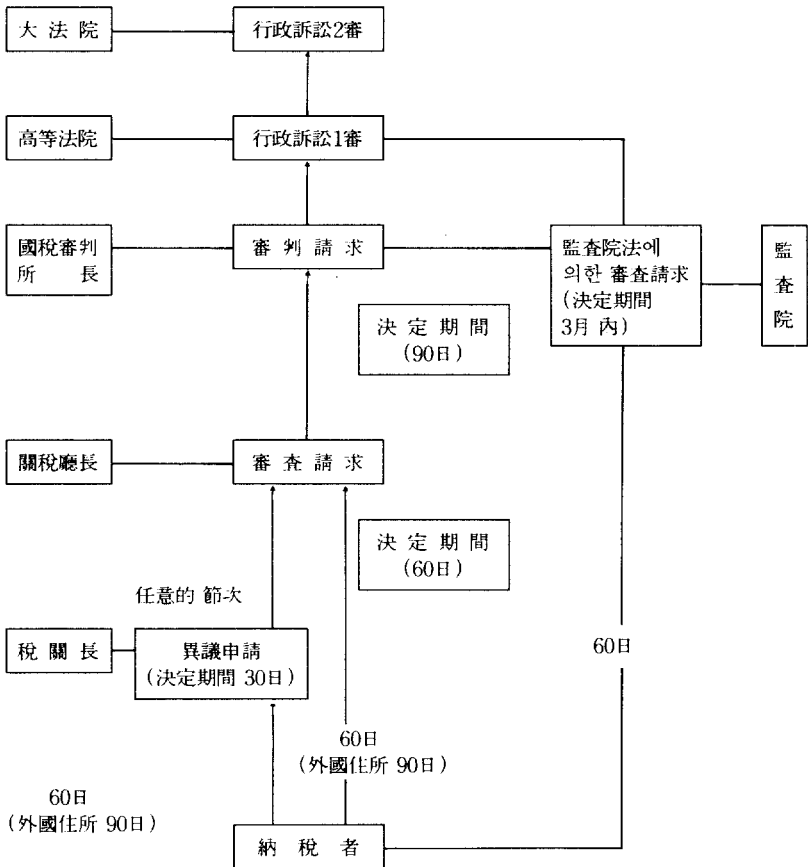 大法院
行政訴訟2審
高等法院
行政訴訟1審
國稅審判
所長
審判請求
監査院法에
의한 審査請求
(決定期間
3月 內)
監
査
院
決定期間
(90日)
關稅廳長
審査請求
決定期間
(60日)
任意的 節次
稅關長
異議申請
(決定期間 30日)
60日
60日
(外國住所 90日)
60日
(外國住所 90日)
納稅者